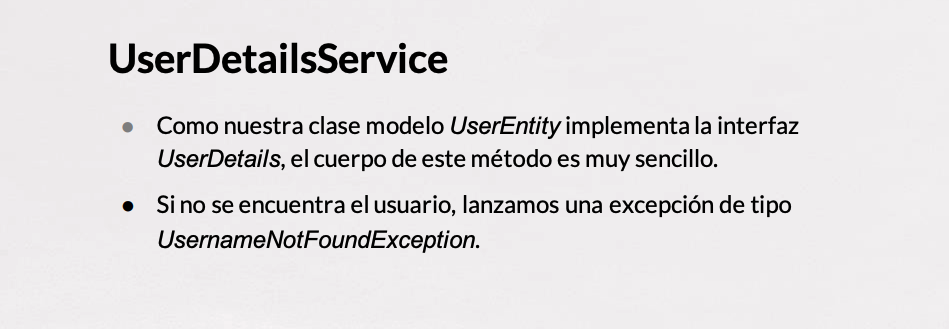 UserDetailsService
● Como nuestra clase modelo UserEntity implementa la interfaz
UserDetails, el cuerpo de este método es muy sencillo.
● Si no se encuentra el usuario, lanzamos una excepción de tipo
UsernameNotFoundException.